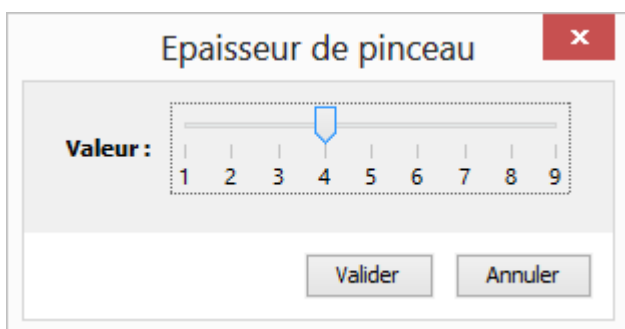 Epaisseur de pinceau
Valeur :
1 2 3 4 5 6 7 8 9
Valider Annuler